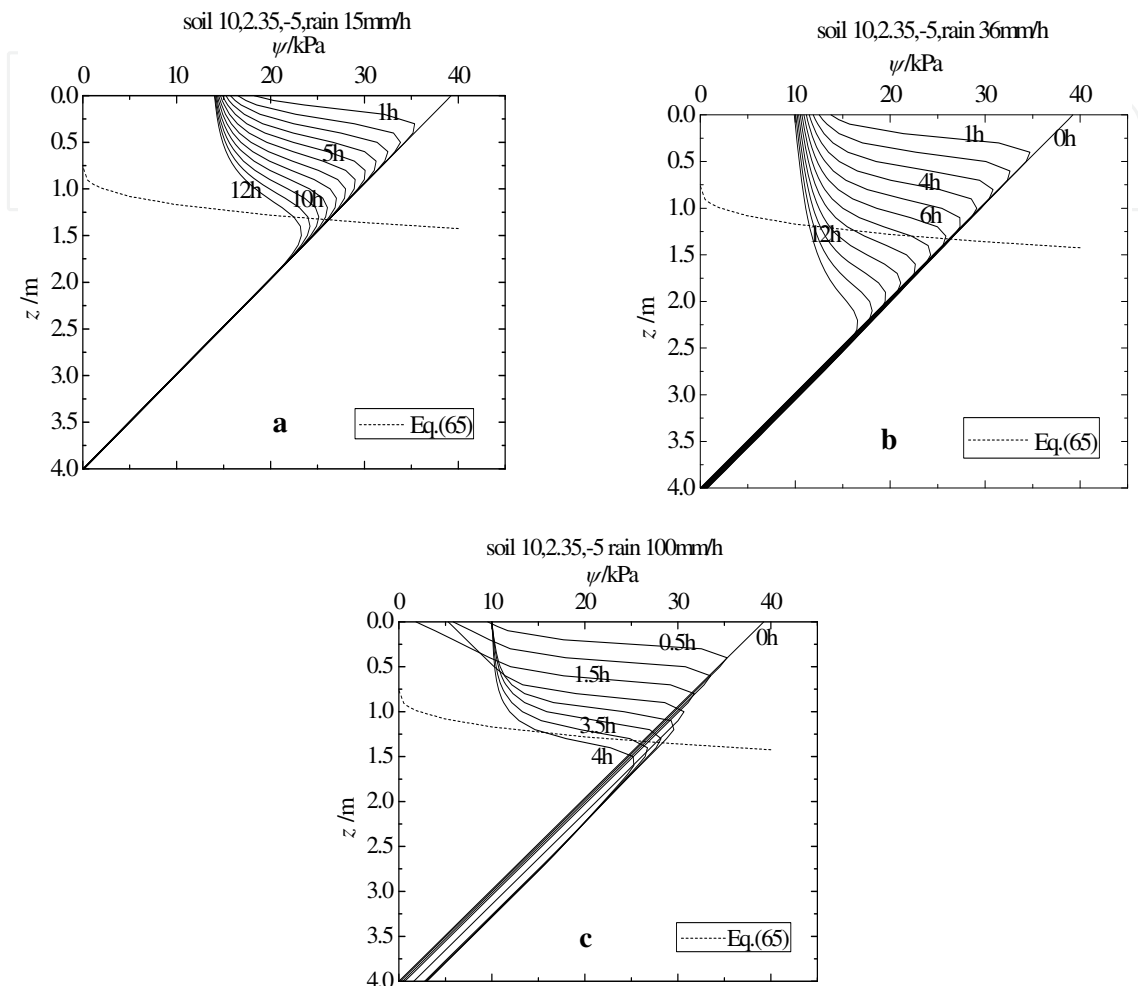 soil 10,2.35,-5,rain 15mm/h
ψ/kPa
0 10 20 30 40
0.0
0.5
1.0
1.5
2.0
2.5
3.0
3.5
4.0
z /m
1h
5h
10h
12h
a
Eq.(65)
soil 10,2.35,-5,rain 36mm/h
ψ/kPa
0 10 20 30 40
0.0
0.5
1.0
1.5
2.0
2.5
3.0
3.5
4.0
z /m
0h
1h
4h
6h
12h
b
Eq.(65)
soil 10,2.35,-5 rain 100mm/h
ψ/kPa
0 10 20 30 40
0.0
0.5
1.0
1.5
2.0
2.5
3.0
3.5
4.0
z /m
0h
0.5h
1.5h
3.5h
4h
c
Eq.(65)